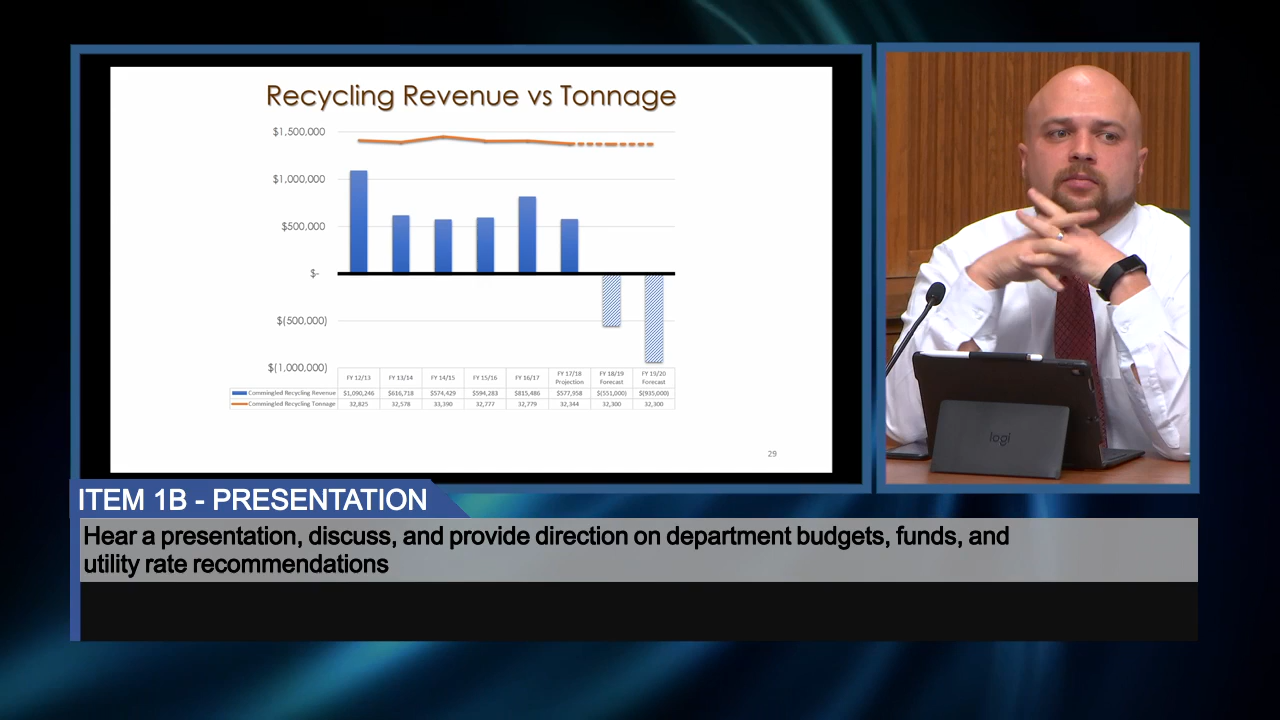 Recycling Revenue vs Tonnage
$1,500,000
$1,000,000
$500,000
$-
$(500,000)
$(1,000,000)
FY 12/13 FY 13/14 FY 14/15 FY 15/16 FY 16/17 FY 17/18 Projection FY 18/19 Forecast FY 19/20 Forecast
Commingled Recycling Revenue $1,090,246 $616,718 $574,429 $594,283 $815,486 $577,958 $(551,000) $(935,000)
Commingled Recycling Tonnage 32,825 32,578 33,390 32,777 32,779 32,344 32,300 32,300
29
logi
ITEM 1B - PRESENTATION
Hear a presentation, discuss, and provide direction on department budgets, funds, and
utility rate recommendations